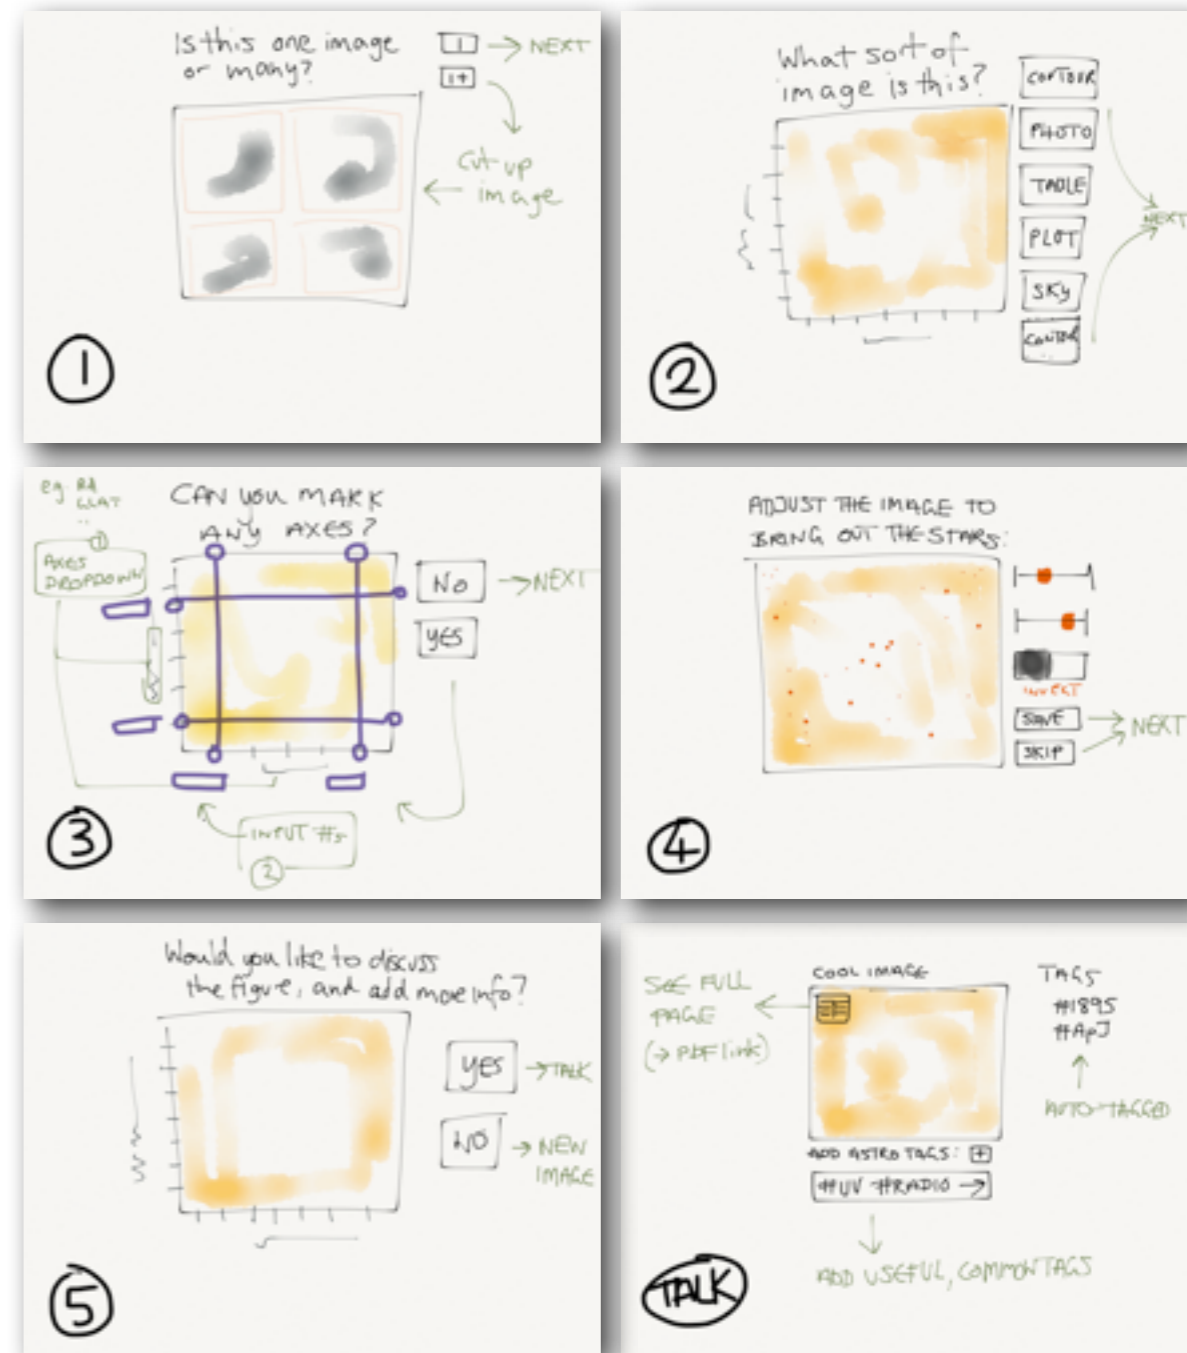 Is this one image
or many?
1 → NEXT
1+
Cut up
image
1
What sort of
image is this?
CONTOUR
PHOTO
TABLE
PLOT
SKY
NEXT
2
eg. RA
GLAT
..
1
AXES
DROPDOWN
CAN YOU MARK
ANY AXES?
NO → NEXT
YES
INPUT #s
2
3
ADJUST THE IMAGE TO
BRING OUT THE STARS:
INVERT
SAVE
SKIP
NEXT
4
Would you like to discuss
the figure, and add more info?
YES → TALK
NO → NEW
IMAGE
5
SEE FULL
PAGE
(→ PDF link)
COOL IMAGE
TAGS
#1895
#ApJ
AUTO-TAGGED
ADD ASTRO TAGS: +
#UV #RADIO →
ADD USEFUL, COMMON TAGS
TALK